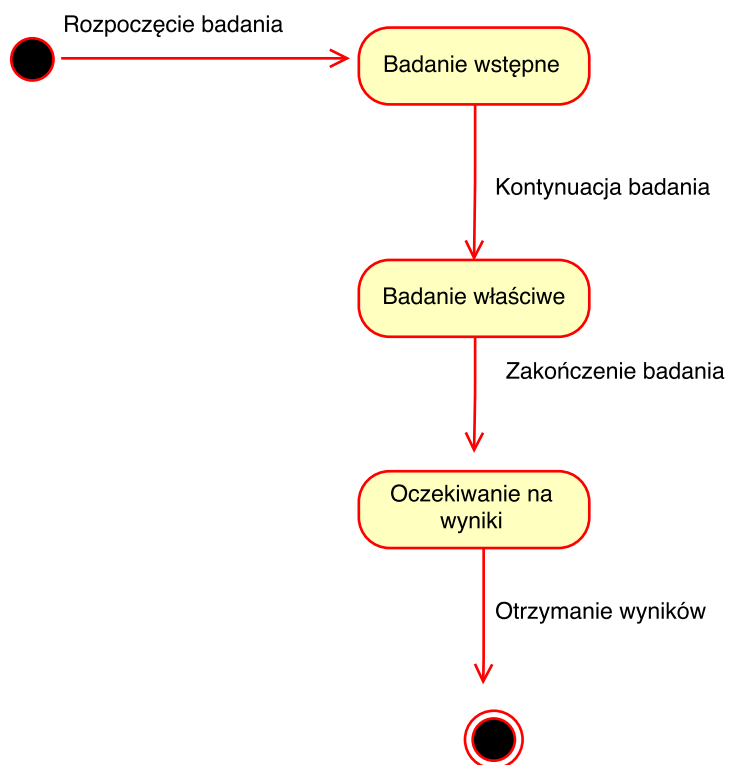 Rozpoczęcie badania
Badanie wstępne
Kontynuacja badania
Badanie właściwe
Zakończenie badania
Oczekiwanie na
wyniki
Otrzymanie wyników